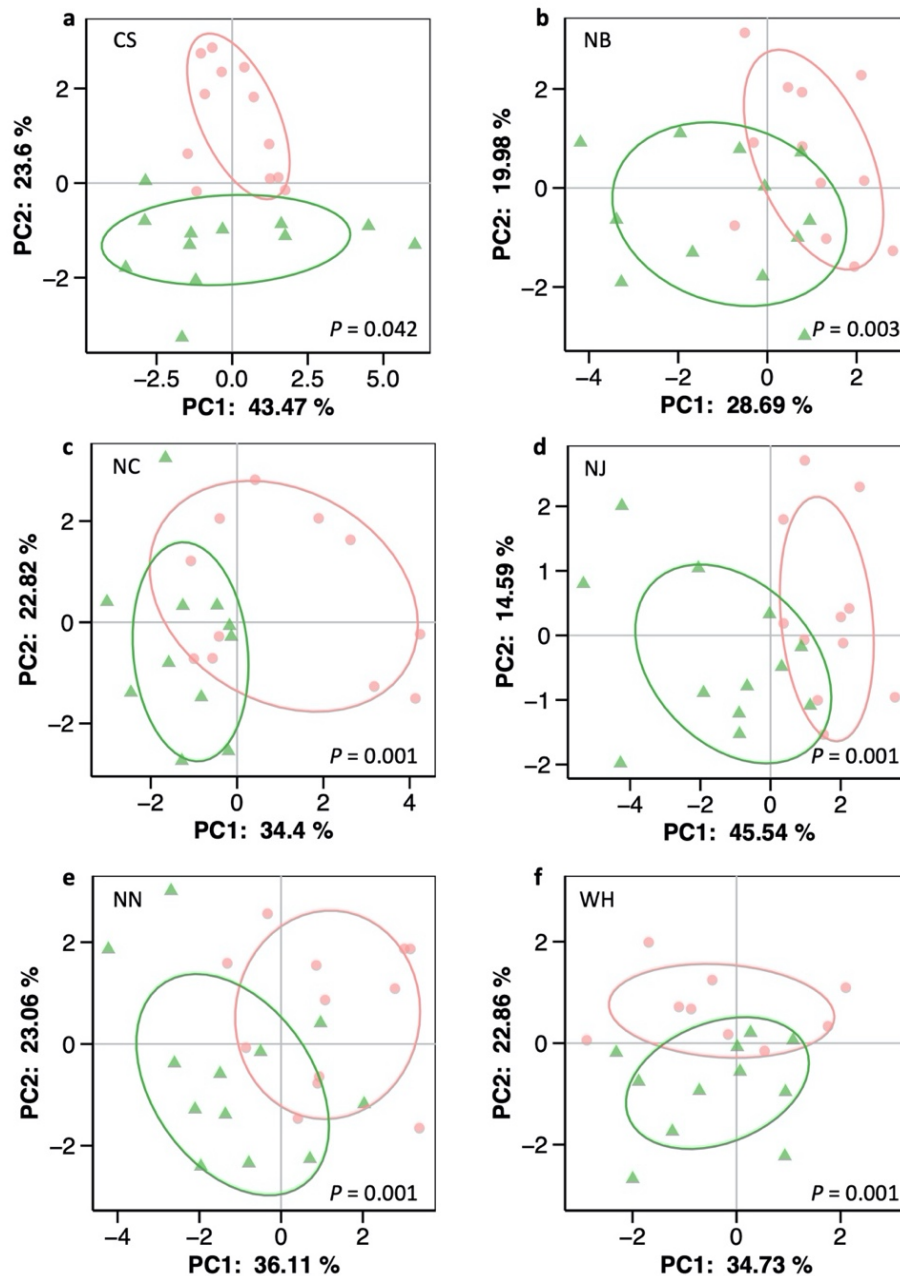 a
CS
2
0
−2
PC2: 23.6 %
P = 0.042
−2.5 0.0 2.5 5.0
PC1: 43.47 %
b
NB
2
0
−2
PC2: 19.98 %
P = 0.003
−4 −2 0 2
PC1: 28.69 %
c
NC
2
0
−2
PC2: 22.82 %
P = 0.001
−2 0 2 4
PC1: 34.4 %
d
NJ
2
1
0
−1
−2
PC2: 14.59 %
P = 0.001
−4 −2 0 2
PC1: 45.54 %
e
NN
2
0
−2
PC2: 23.06 %
P = 0.001
−4 −2 0 2
PC1: 36.11 %
f
WH
2
0
−2
PC2: 22.86 %
P = 0.001
−2 0 2
PC1: 34.73 %